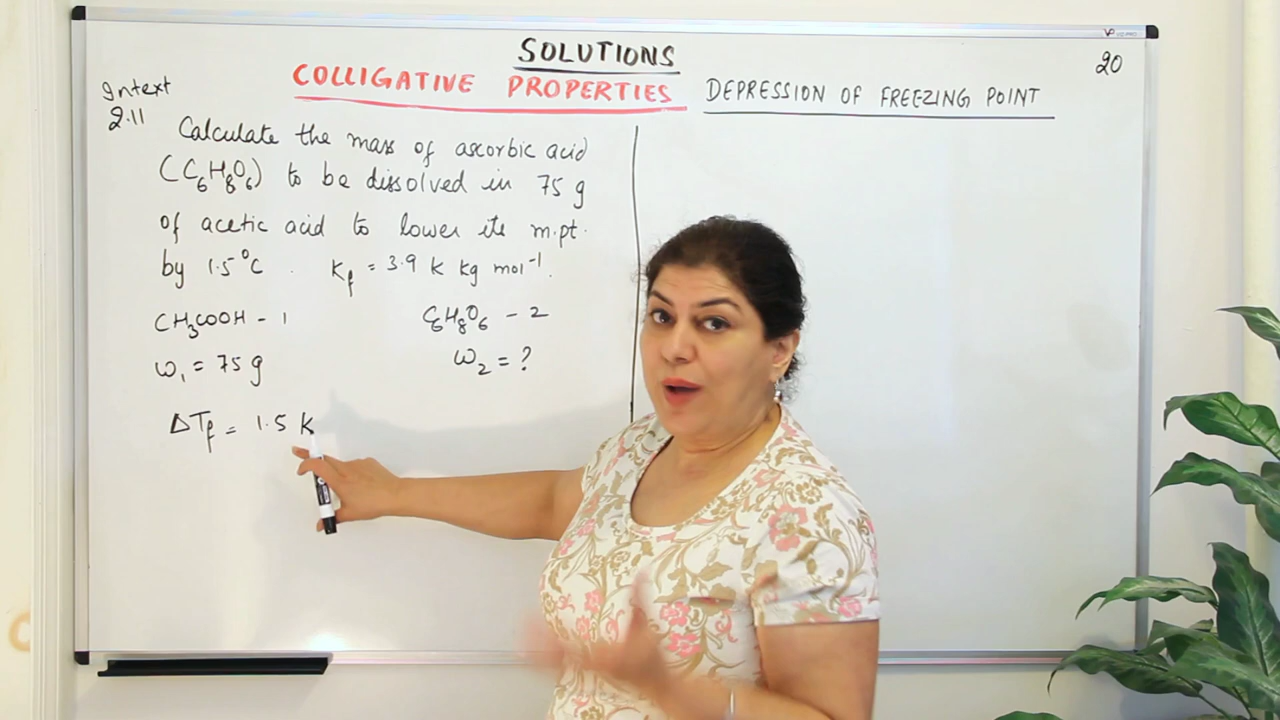 SOLUTIONS
COLLIGATIVE PROPERTIES DEPRESSION OF FREEZING POINT
20
Intext
2.11
Calculate the mass of ascorbic acid
(C₆H₈O₆) to be dissolved in 75 g
of acetic acid to lower its m.pt.
by 1.5°C. K_f = 3.9 K kg mol⁻¹.
CH₃COOH - 1
C₆H₈O₆ - 2
w₁ = 75 g
w₂ = ?
ΔT_f = 1.5 K